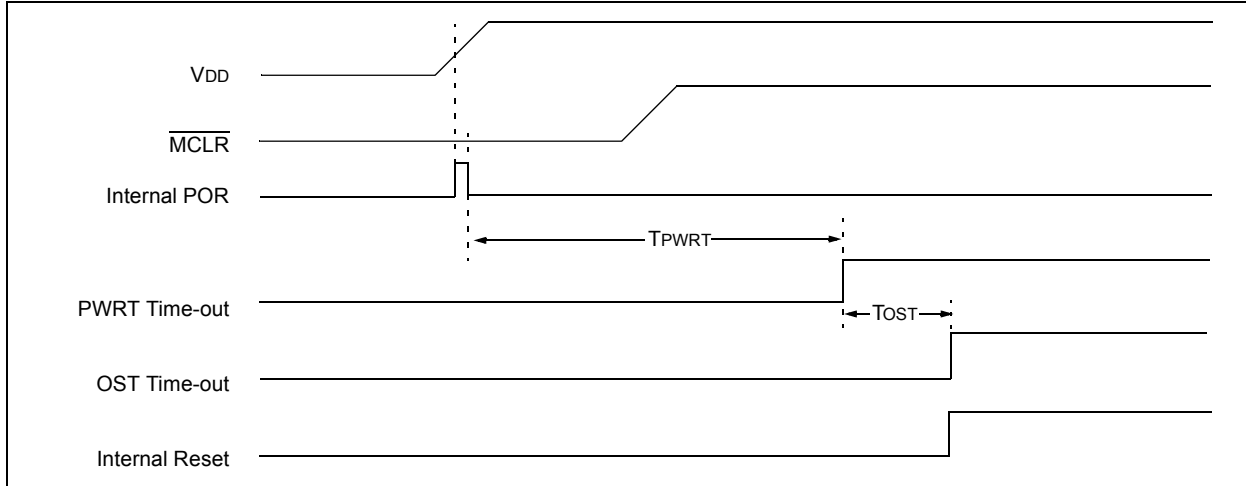 VDD
MCLR
Internal POR
TPWRT
PWRT Time-out
TOST
OST Time-out
Internal Reset